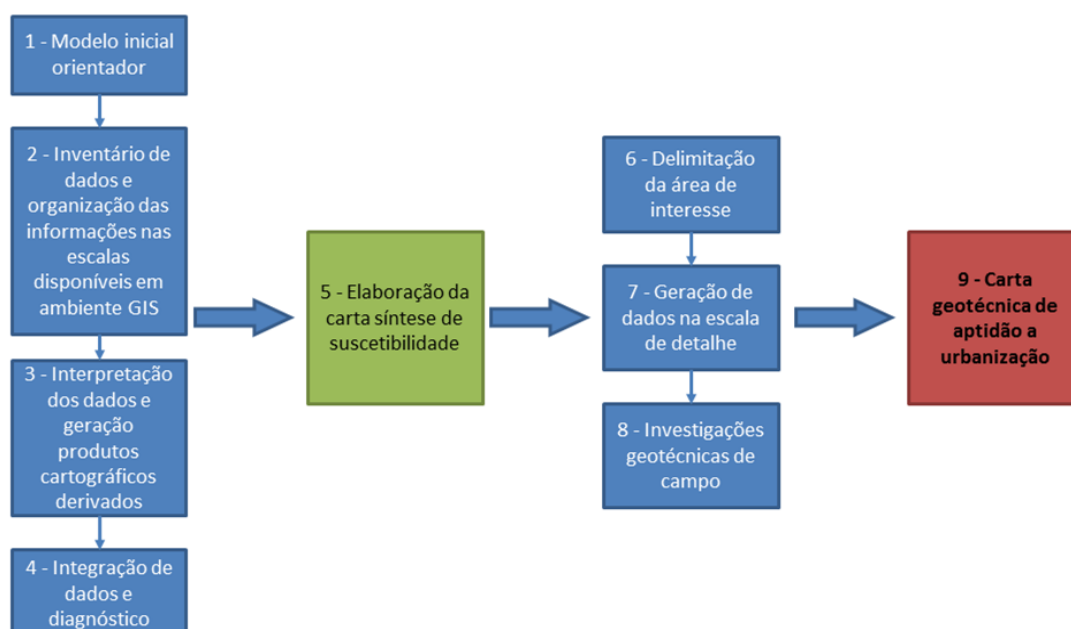 1 - Modelo inicial
orientador
2 - Inventário de
dados e
organização das
informações nas
escalas
disponíveis em
ambiente GIS
3 - Interpretação
dos dados e
geração
produtos
cartográficos
derivados
4 - Integração de
dados e
diagnóstico
5 - Elaboração da
carta síntese de
suscetibilidade
6 - Delimitação
da área de
interesse
7 - Geração de
dados na escala
de detalhe
8 - Investigações
geotécnicas de
campo
9 - Carta
geotécnica de
aptidão a
urbanização